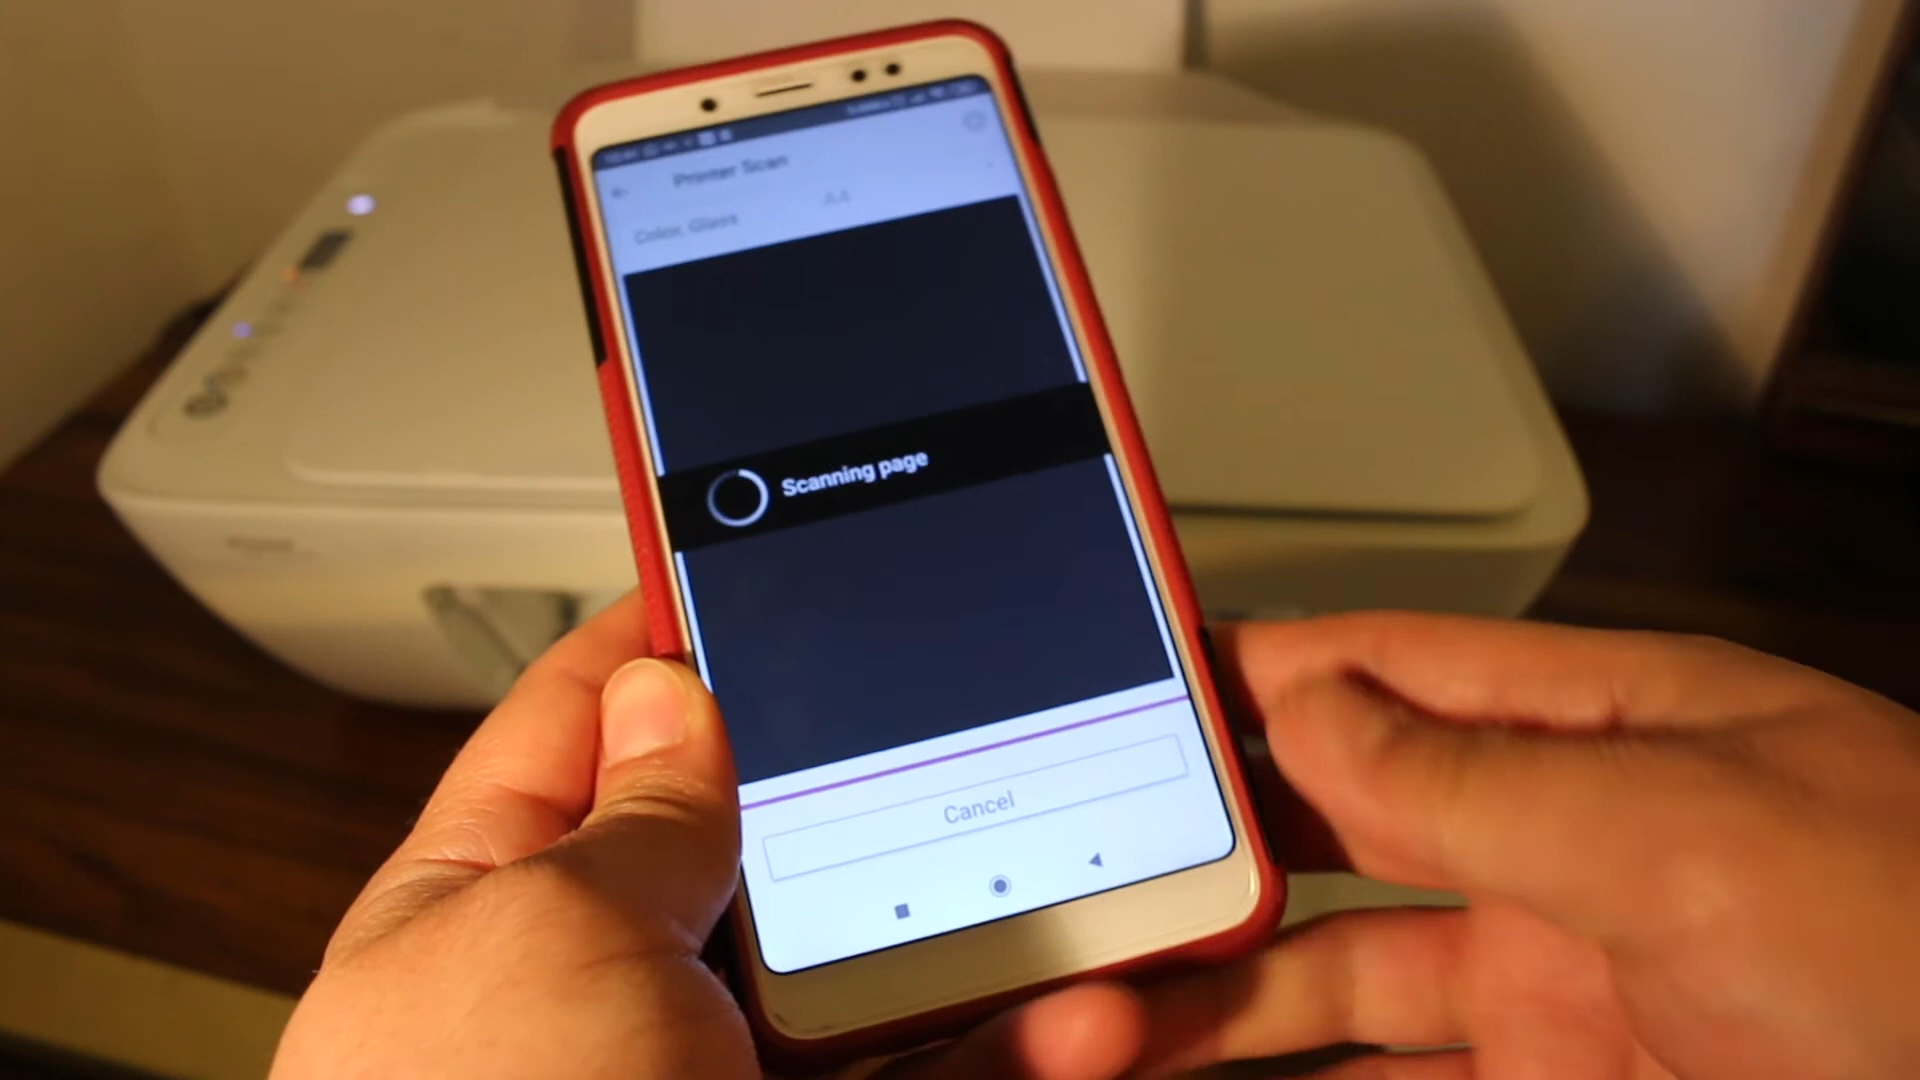 Printer Scan
Color, Glass
A4
Scanning page
Cancel